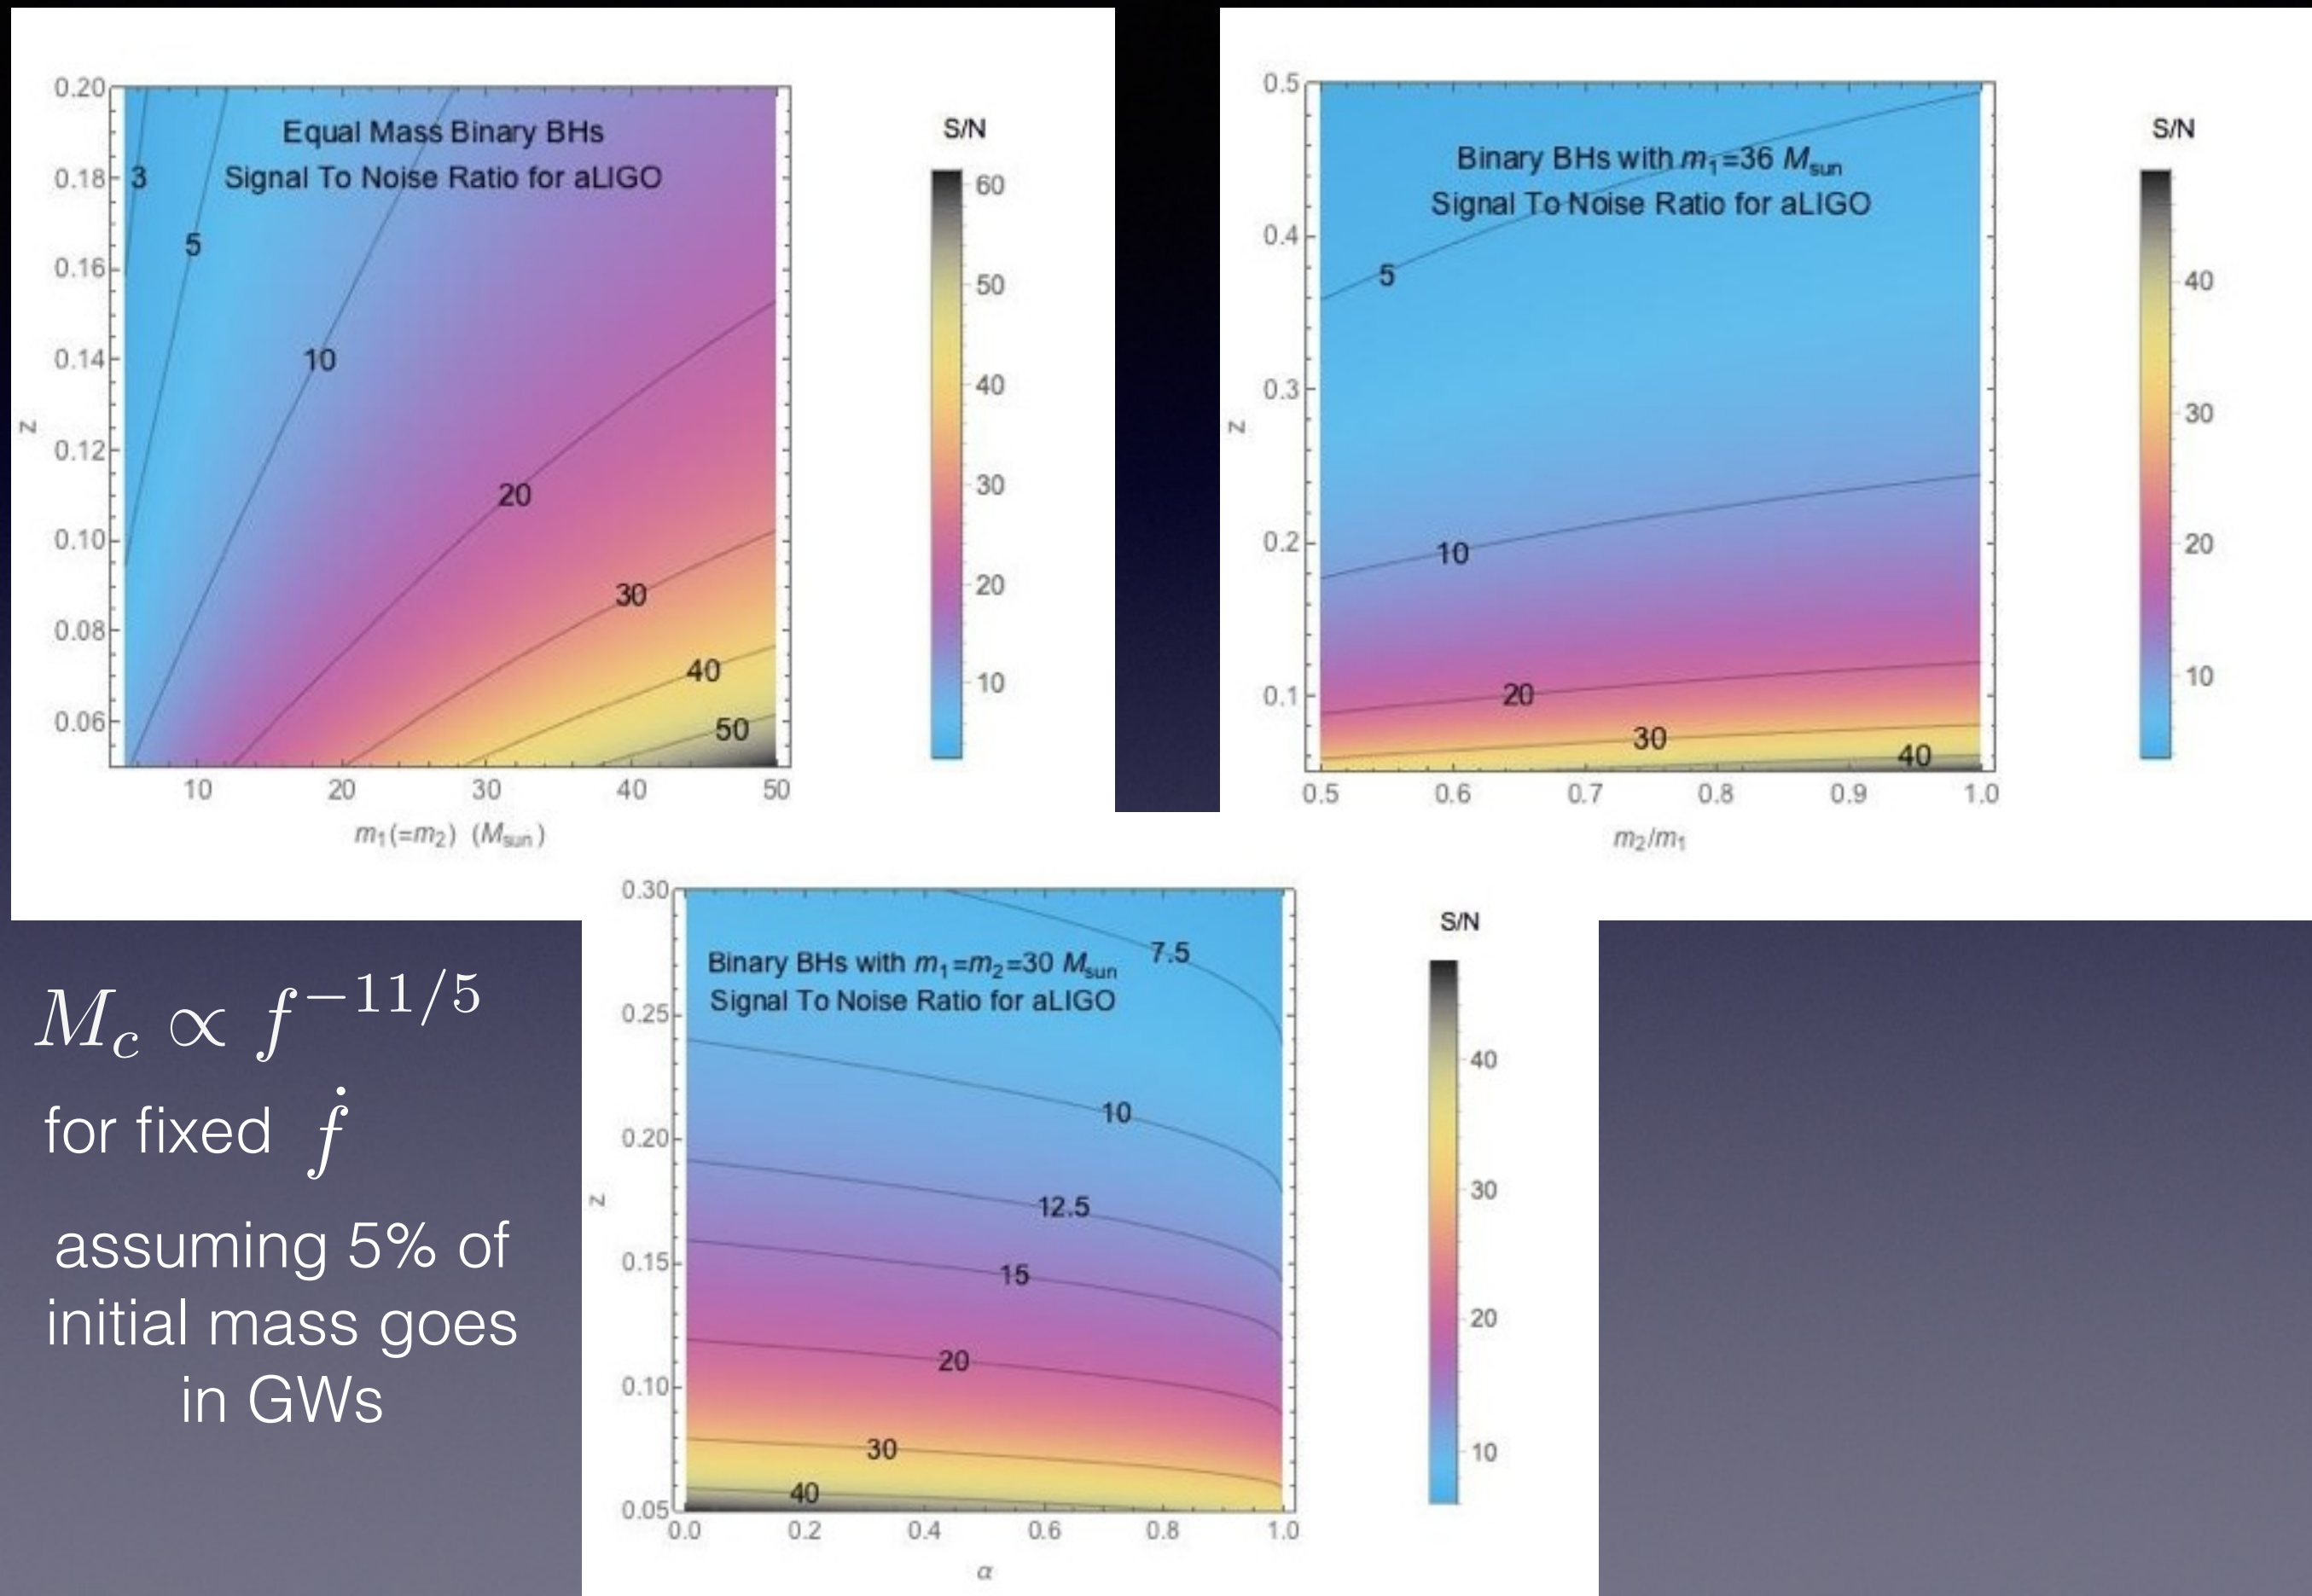 Equal Mass Binary BHs
Signal To Noise Ratio for aLIGO
0.20
0.18
0.16
0.14
0.12
0.10
0.08
0.06
z
3
5
10
20
30
40
50
10 20 30 40 50
m₁(=m₂) (Msun)
S/N
60
50
40
30
20
10
Binary BHs with m₁=36 Msun
Signal To Noise Ratio for aLIGO
0.5
0.4
0.3
0.2
0.1
z
5
10
20
30
40
0.5 0.6 0.7 0.8 0.9 1.0
m₂/m₁
S/N
40
30
20
10
Mc ∝ f^−11/5
for fixed ḟ
assuming 5% of
initial mass goes
in GWs
Binary BHs with m₁=m₂=30 Msun
Signal To Noise Ratio for aLIGO
0.30
0.25
0.20
0.15
0.10
0.05
z
7.5
10
12.5
15
20
30
40
0.0 0.2 0.4 0.6 0.8 1.0
α
S/N
40
30
20
10